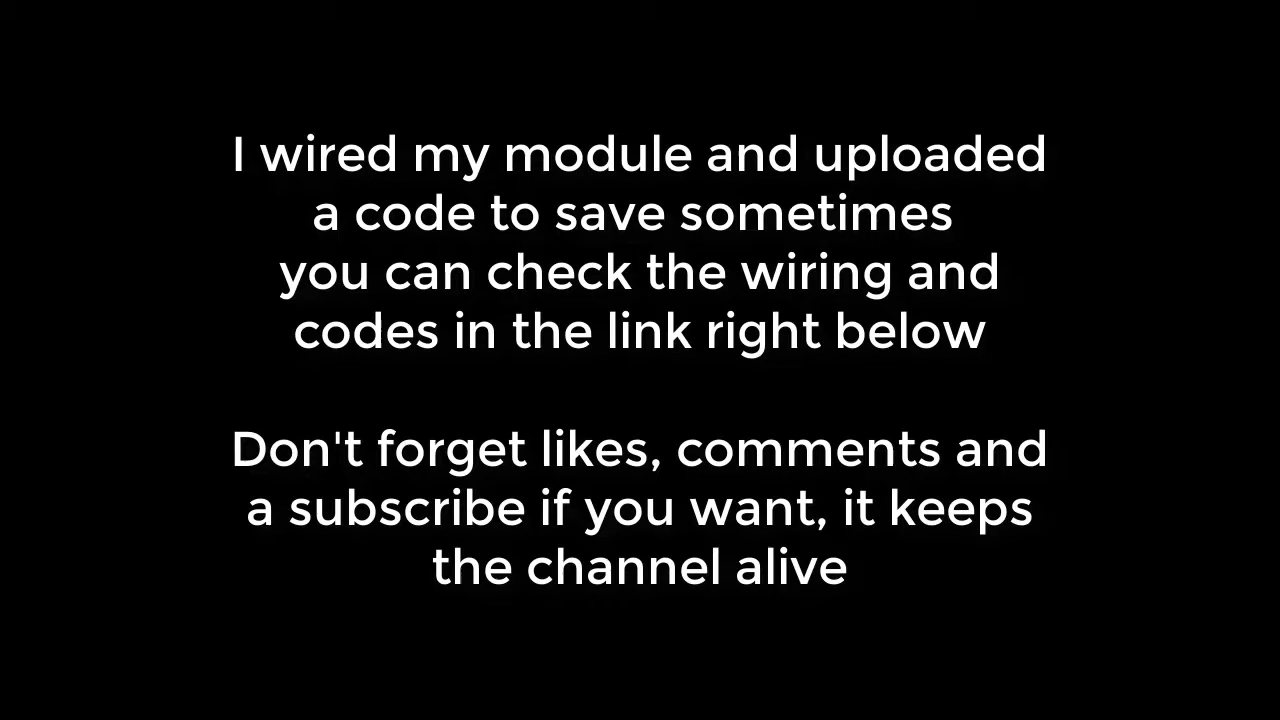 I wired my module and uploaded
a code to save sometimes
you can check the wiring and
codes in the link right below
Don't forget likes, comments and
a subscribe if you want, it keeps
the channel alive